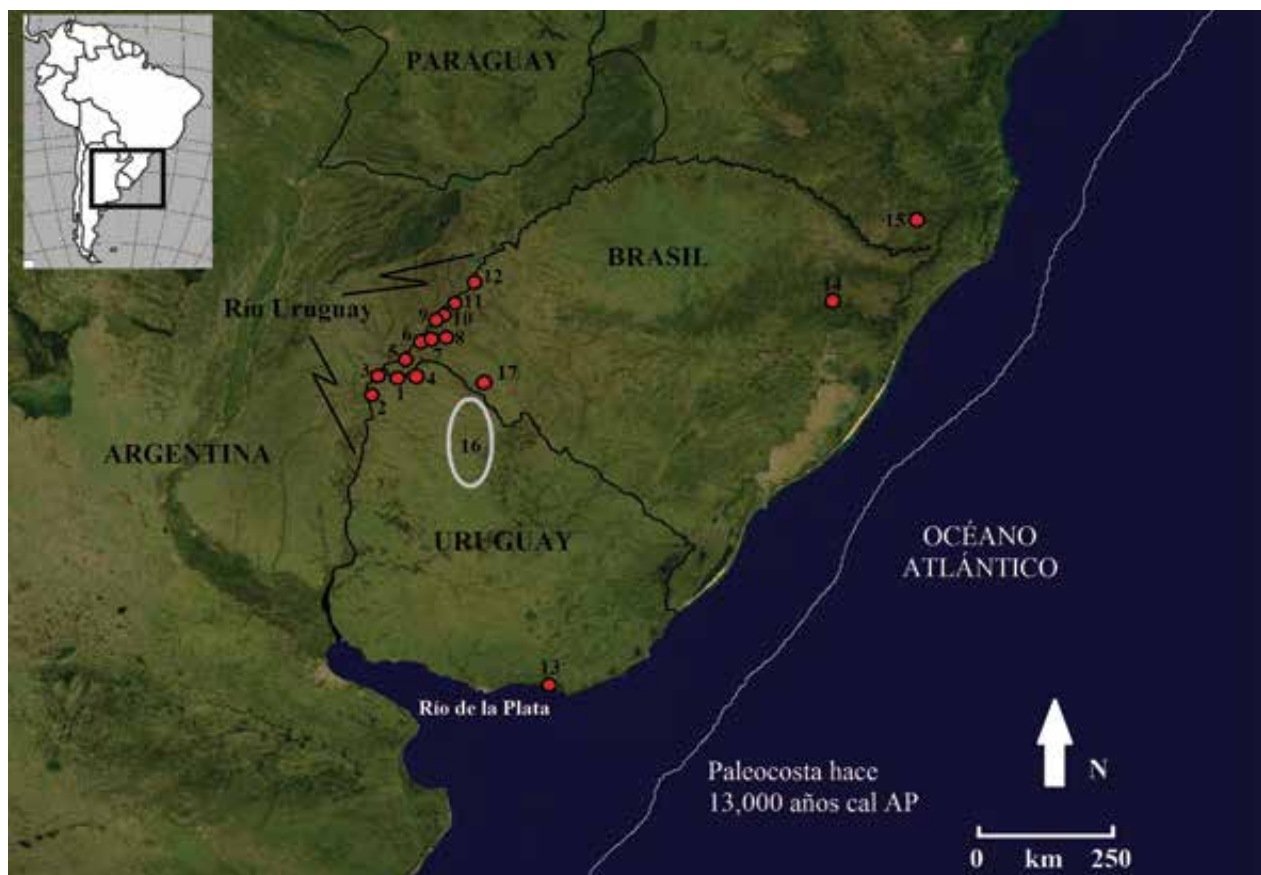 PARAGUAY
15
BRASIL
12
14
Río Uruguay
11
9
10
6
8
7
5
3
1
4
17
2
16
ARGENTINA
URUGUAY
OCÉANO
ATLÁNTICO
13
Río de la Plata
Paleocosta hace
13,000 años cal AP
N
0 km 250